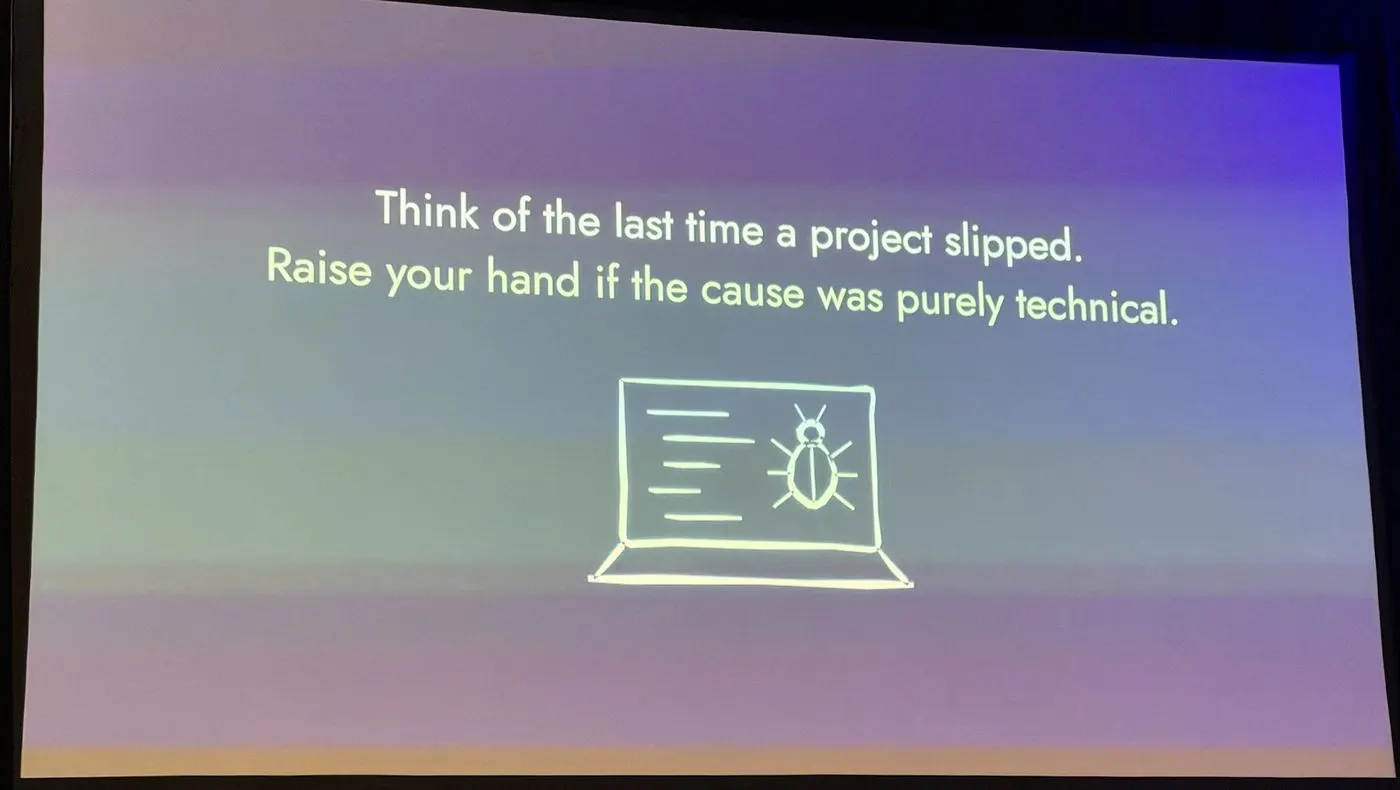 Think of the last time a project slipped.
Raise your hand if the cause was purely technical.